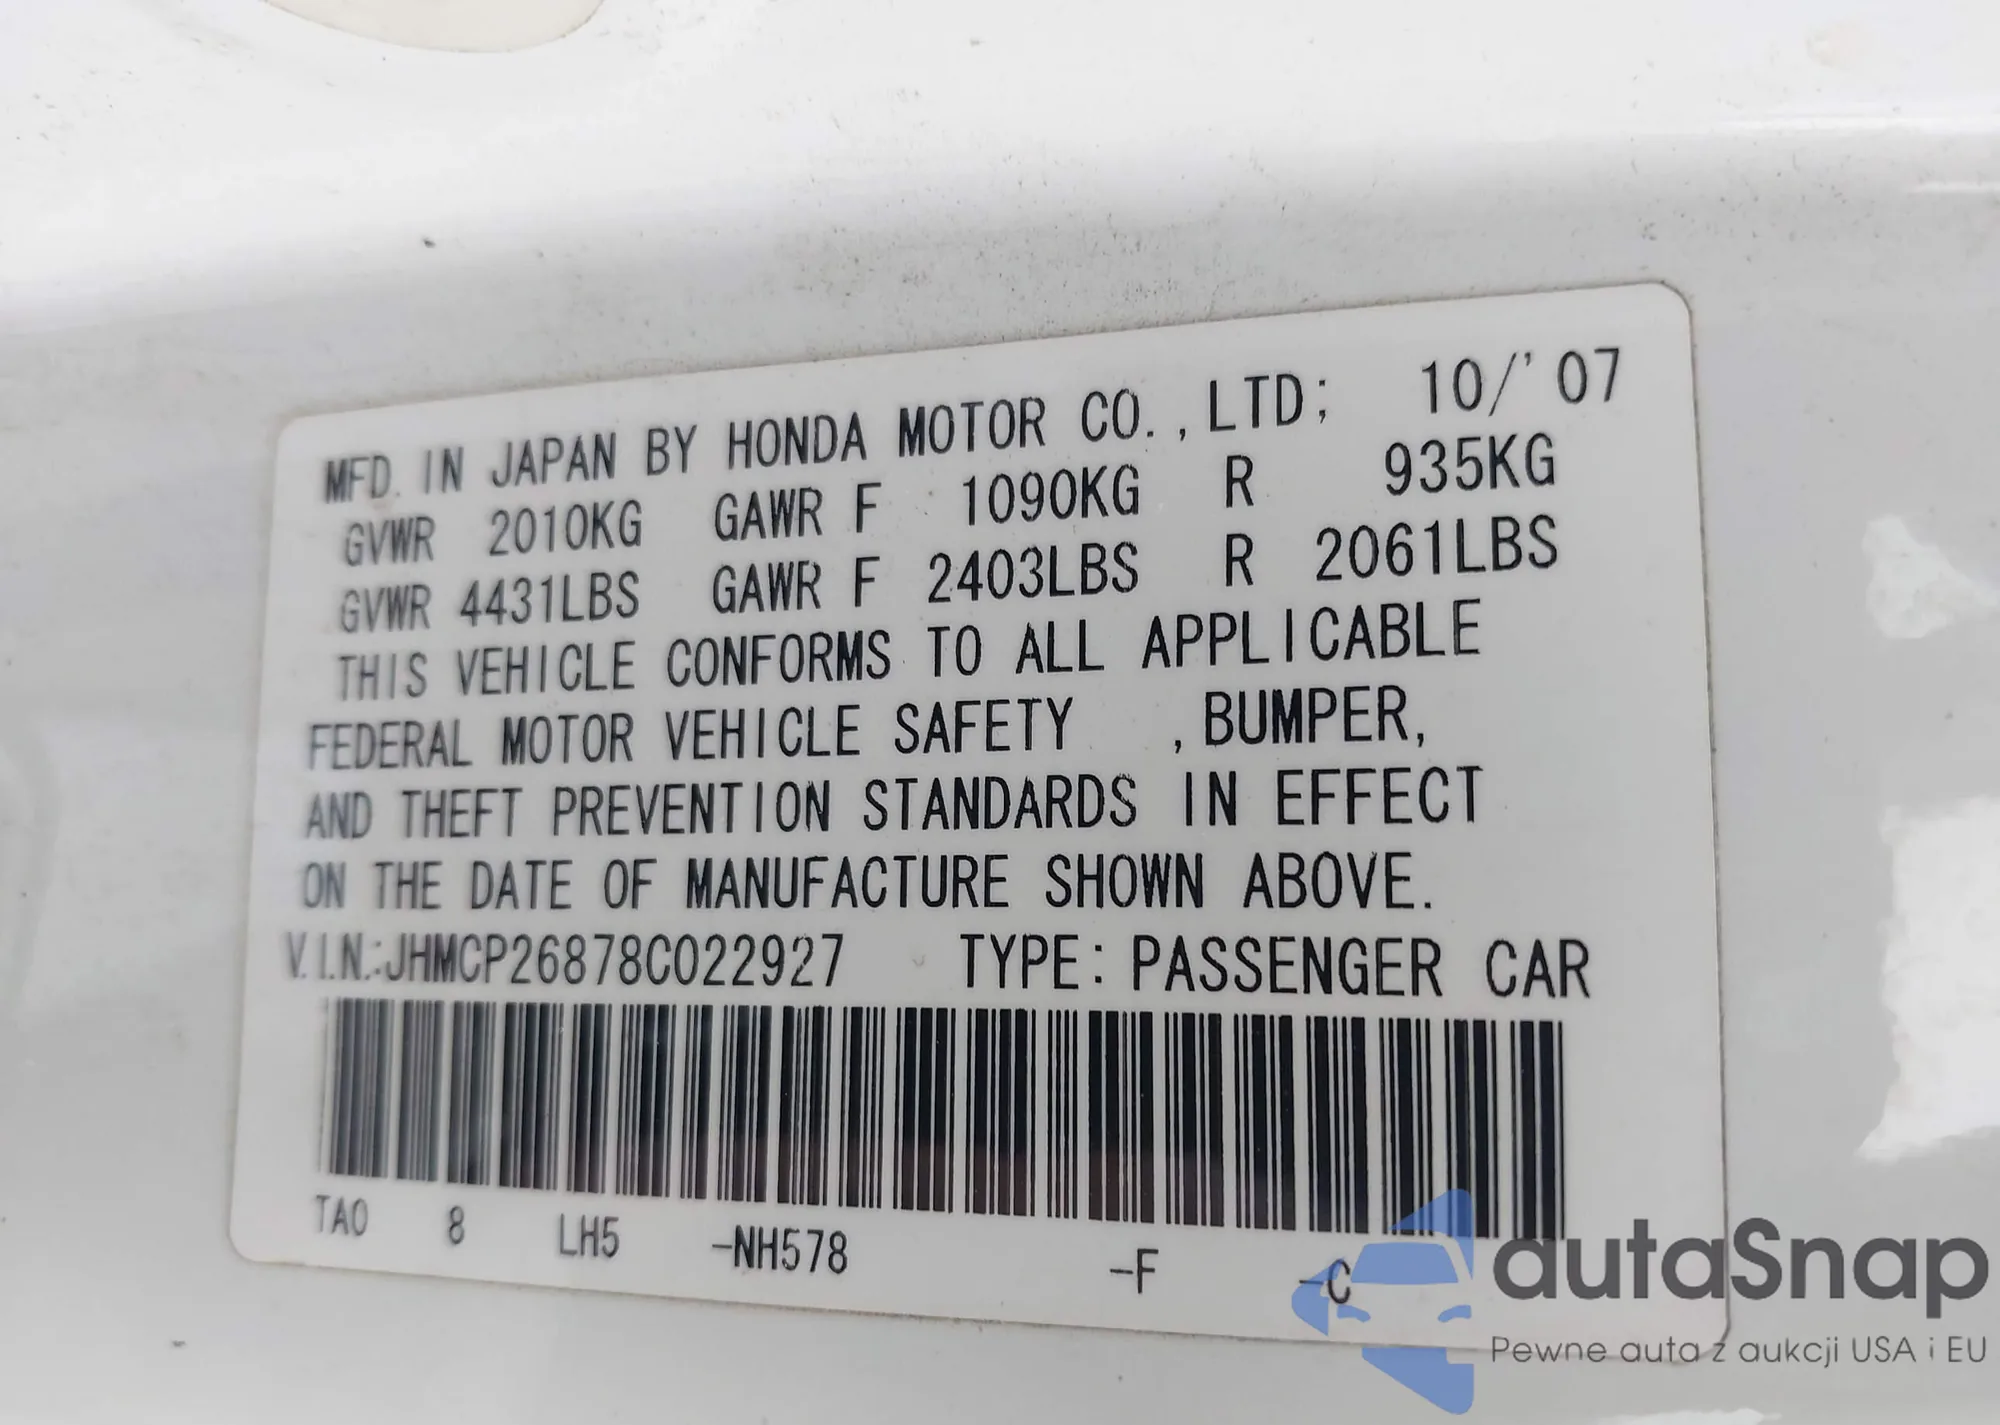 MFD. IN JAPAN BY HONDA MOTOR CO.,LTD; 10/'07
GVWR 2010KG GAWR F 1090KG R 935KG
GVWR 4431LBS GAWR F 2403LBS R 2061LBS
THIS VEHICLE CONFORMS TO ALL APPLICABLE
FEDERAL MOTOR VEHICLE SAFETY ,BUMPER,
AND THEFT PREVENTION STANDARDS IN EFFECT
ON THE DATE OF MANUFACTURE SHOWN ABOVE.
V.I.N.:JHMCP26878C022927 TYPE: PASSENGER CAR
TA0 8 LH5 -NH578 -F -C
autaSnap
Pewne auta z aukcji USA i EU